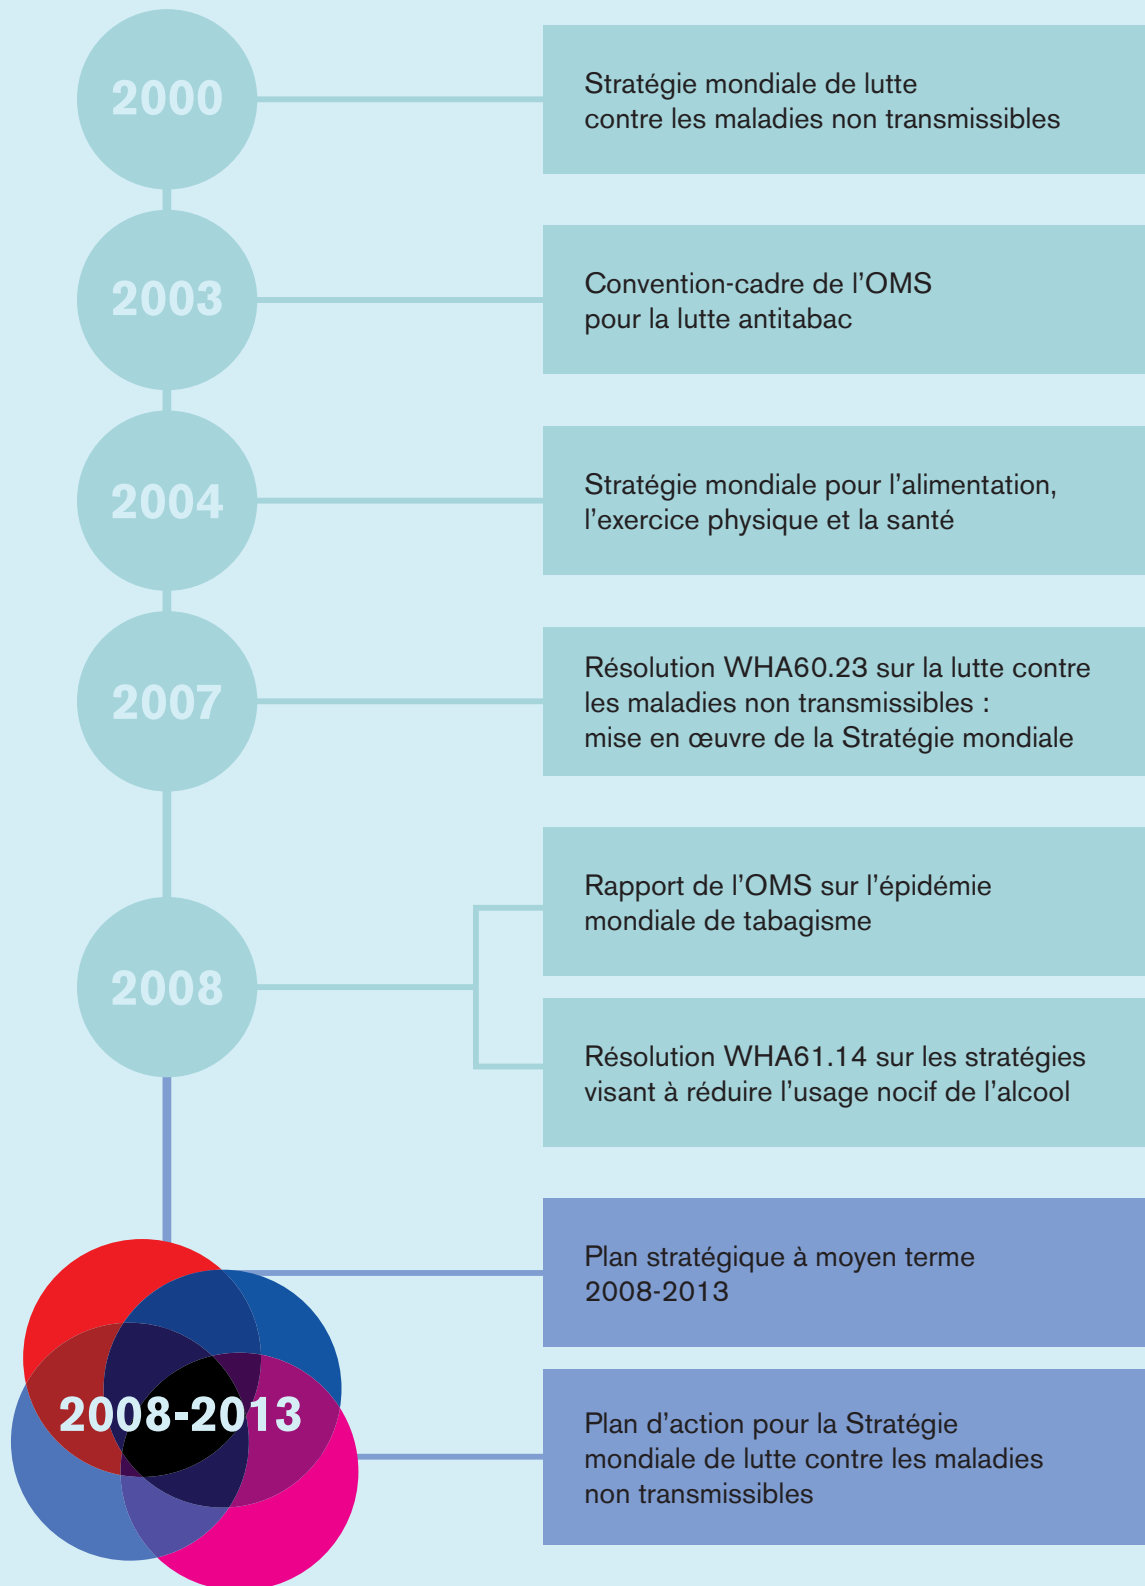 2000
Stratégie mondiale de lutte
contre les maladies non transmissibles
2003
Convention-cadre de l’OMS
pour la lutte antitabac
2004
Stratégie mondiale pour l’alimentation,
l’exercice physique et la santé
2007
Résolution WHA60.23 sur la lutte contre
les maladies non transmissibles :
mise en œuvre de la Stratégie mondiale
2008
Rapport de l’OMS sur l’épidémie
mondiale de tabagisme
Résolution WHA61.14 sur les stratégies
visant à réduire l’usage nocif de l’alcool
2008-2013
Plan stratégique à moyen terme
2008-2013
Plan d’action pour la Stratégie
mondiale de lutte contre les maladies
non transmissibles